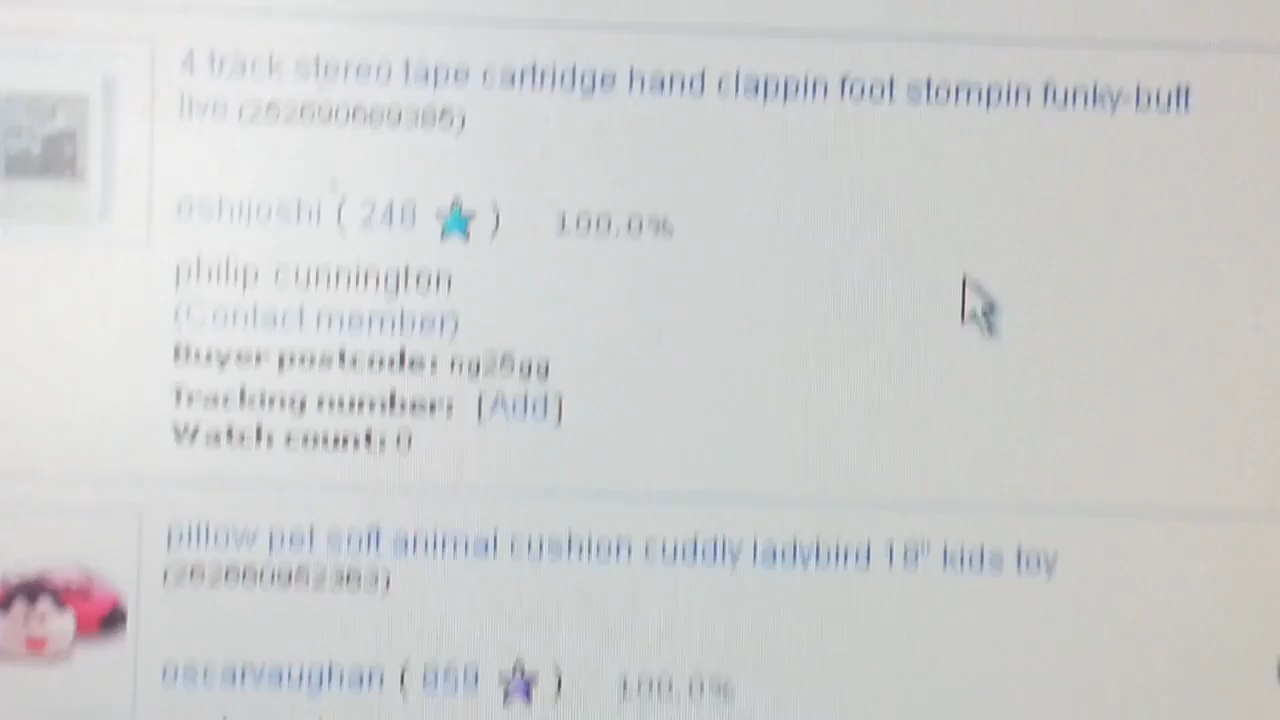 4 track stereo tape cartridge hand clappin foot stompin funky-butt
live
( 248 ) 100.0%
philip cunnington
(Contact member)
Buyer postcode: ng25gg
Tracking number: [Add]
Watch count: 0
pillow pet soft animal cushion cuddly ladybird 18" kids toy
oscarvaughan ( ) 100.0%